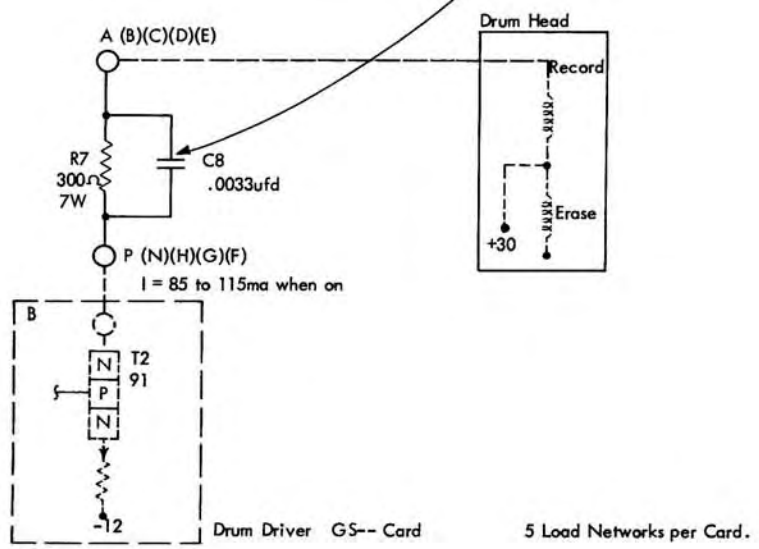 Drum Head
A (B)(C)(D)(E)
Record
R7
300Ω
7W
C8
.0033ufd
Erase
+30
P (N)(H)(G)(F)
I = 85 to 115ma when on
B
N
T2
91
P
N
-12
Drum Driver GS-- Card
5 Load Networks per Card.